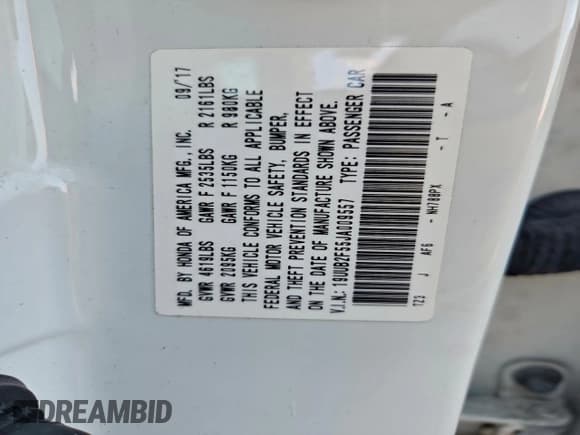 MFD. BY HONDA OF AMERICA MFG., INC. 09/17
GVWR 4618LBS GAWR F 2535LBS R 2161LBS
GVWR 2095KG GAWR F 1150KG R 980KG
THIS VEHICLE CONFORMS TO ALL APPLICABLE
FEDERAL MOTOR VEHICLE SAFETY, BUMPER,
AND THEFT PREVENTION STANDARDS IN EFFECT
ON THE DATE OF MANUFACTURE SHOWN ABOVE.
V.I.N.: 19UUB2F55JA009557 TYPE: PASSENGER CAR
TZ3 J AF6 - NH788PX - T - A
DREAMBID